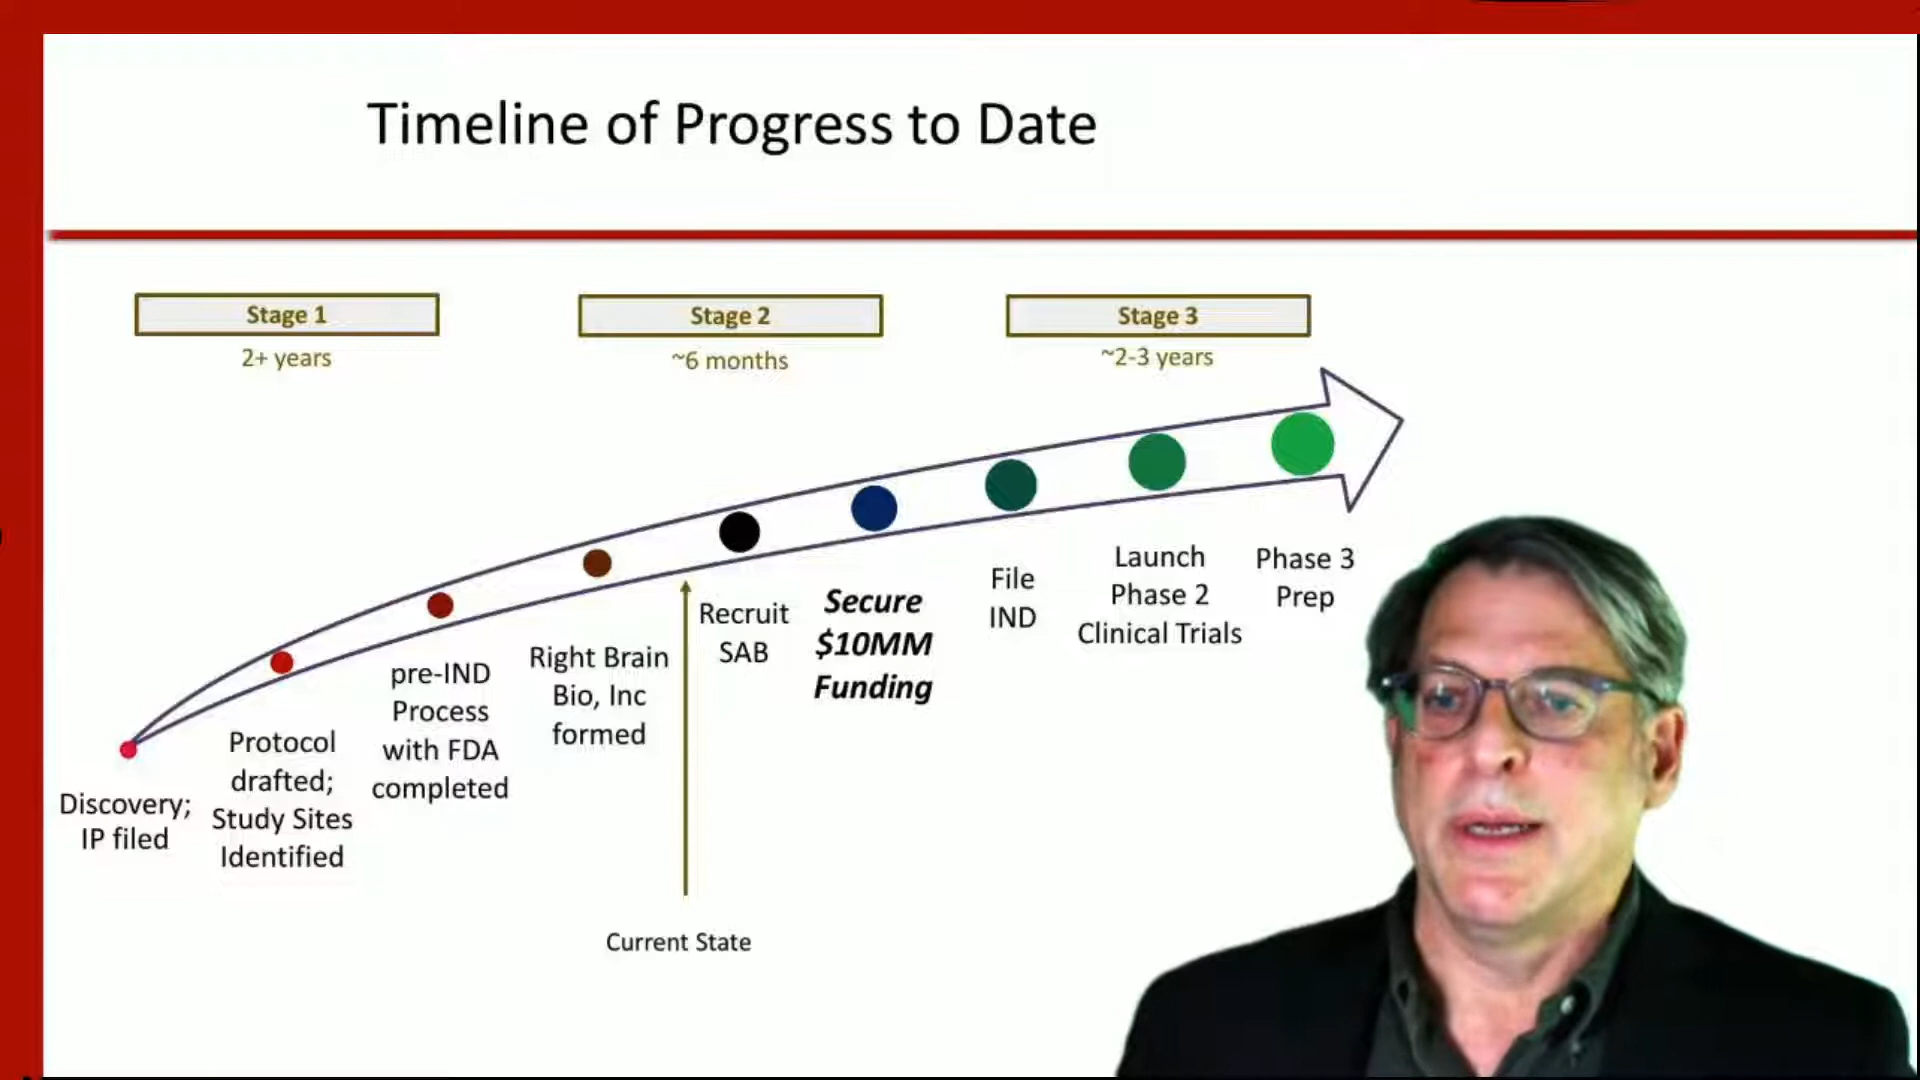 Timeline of Progress to Date
Stage 1
2+ years
Stage 2
~6 months
Stage 3
~2-3 years
Discovery;
IP filed
Protocol
drafted;
Study Sites
Identified
pre-IND
Process
with FDA
completed
Right Brain
Bio, Inc
formed
Recruit
SAB
Secure
$10MM
Funding
File
IND
Launch
Phase 2
Clinical Trials
Phase 3
Prep
Current State